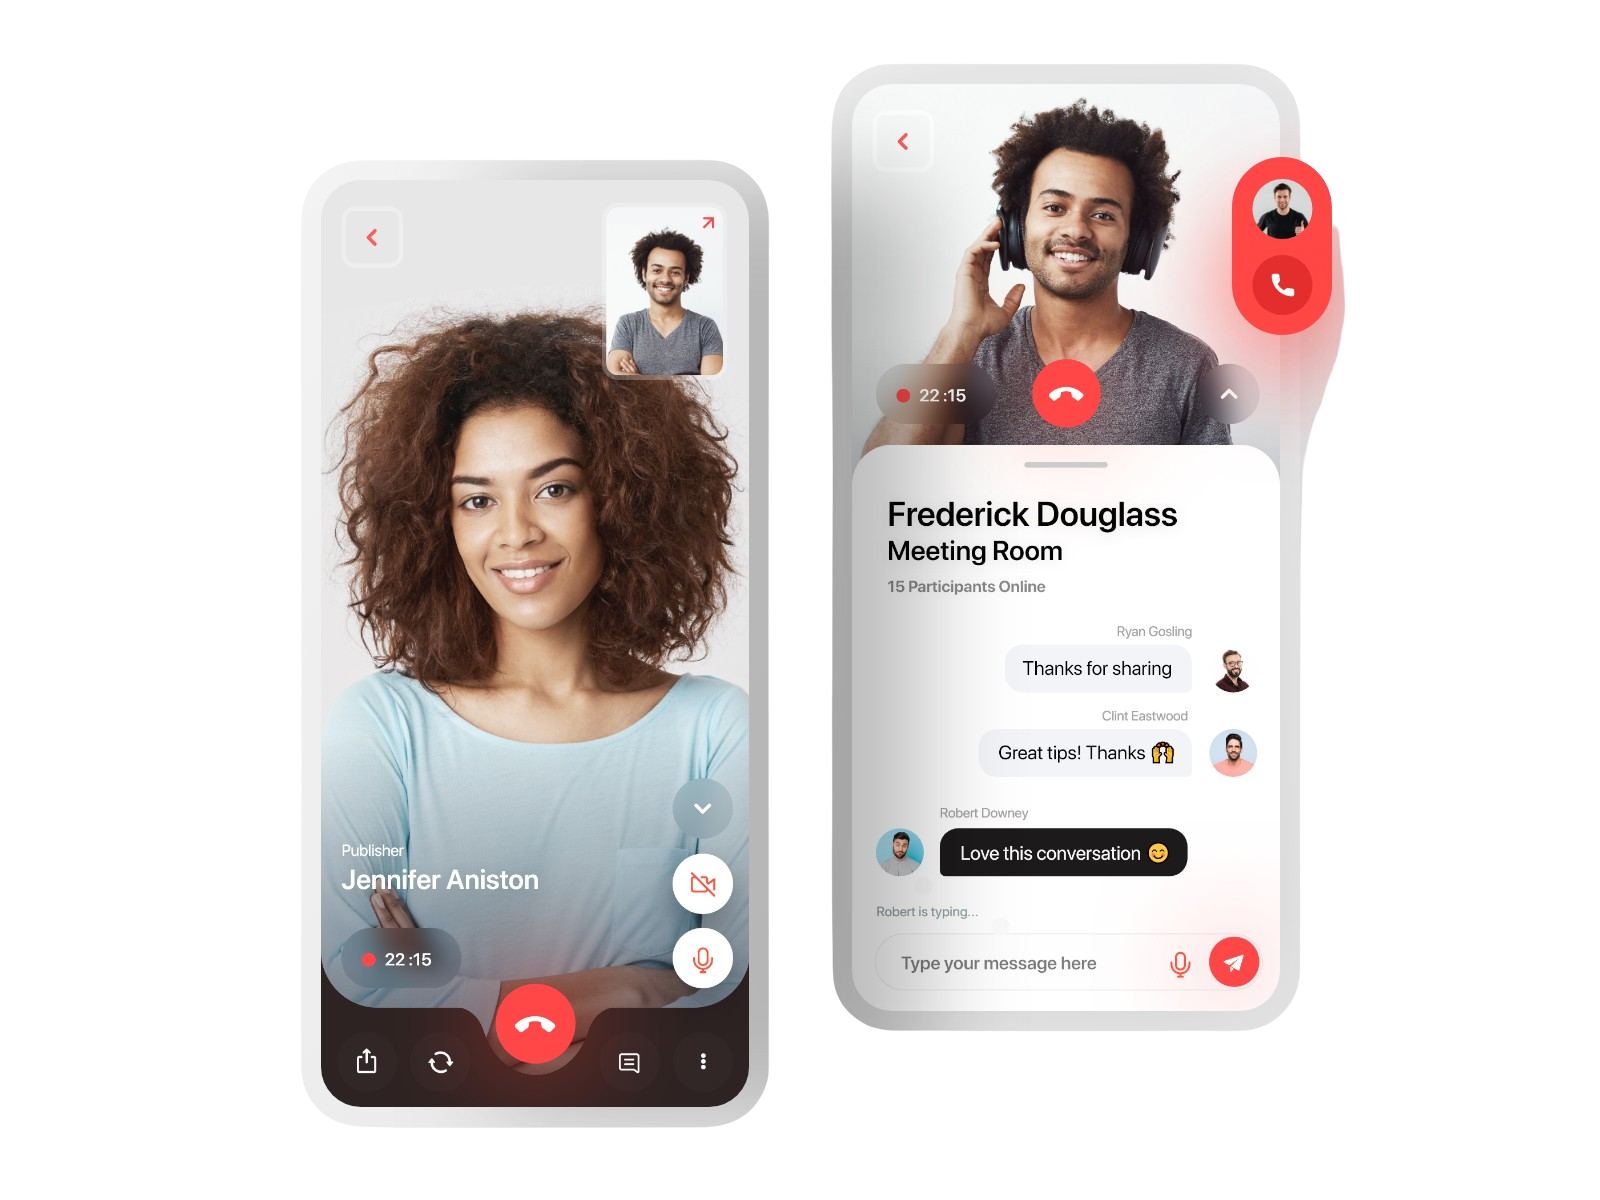 Publisher
Jennifer Aniston
22:15
22:15
Frederick Douglass
Meeting Room
15 Participants Online
Ryan Gosling
Thanks for sharing
Clint Eastwood
Great tips! Thanks 🙌
Robert Downey
Love this conversation 😊
Robert is typing...
Type your message here